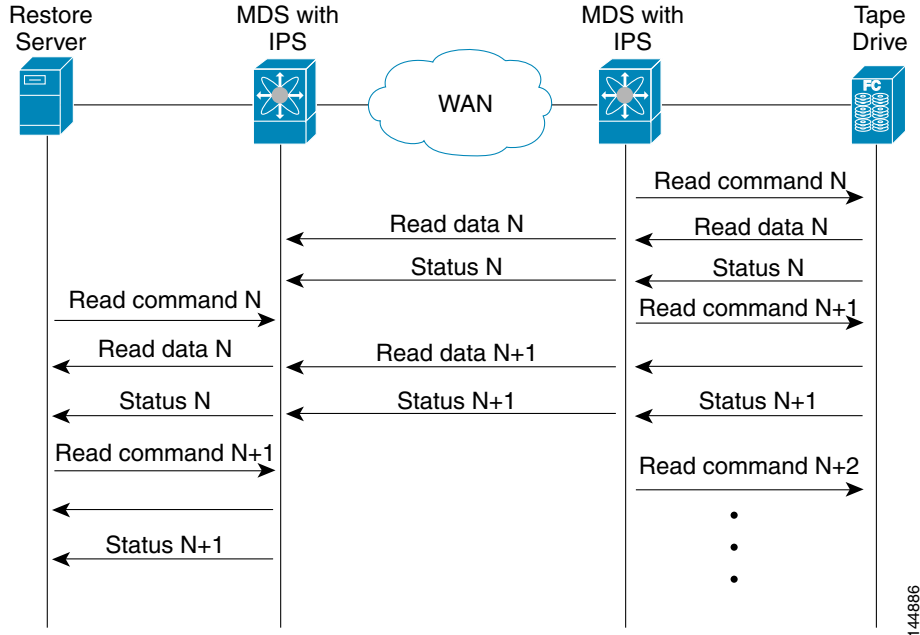 Restore
Server
MDS with
IPS
MDS with
IPS
Tape
Drive
WAN
FC
Read command N
Read data N
Read data N
Status N
Status N
Read command N
Read command N+1
Read data N
Read data N+1
Status N
Status N+1
Status N+1
Read command N+1
Read command N+2
Status N+1
144886